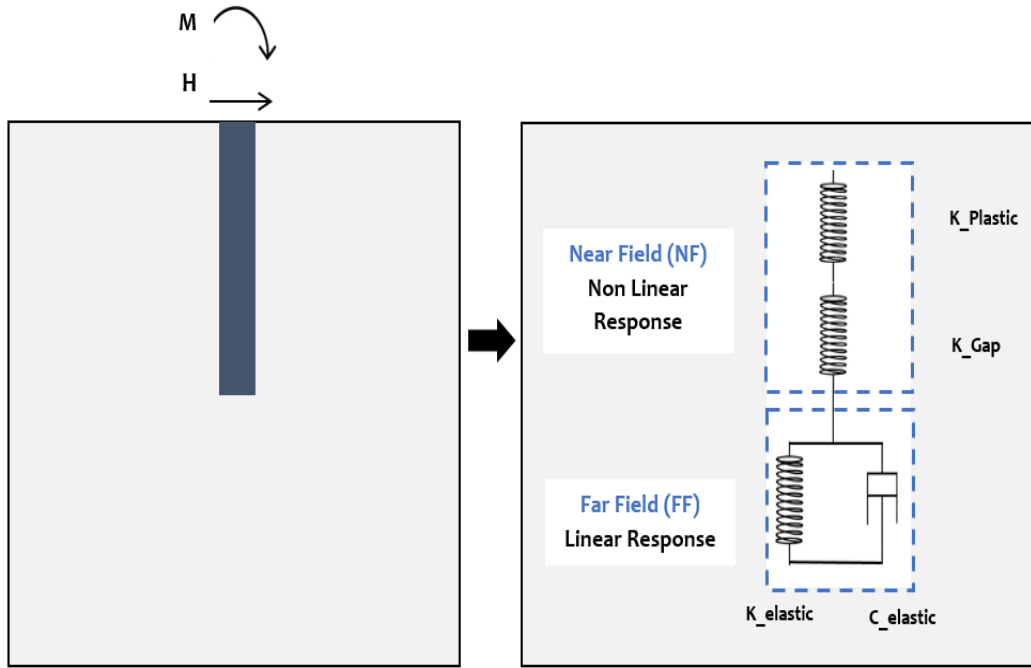 M
H
Near Field (NF)
Non Linear
Response
K_Plastic
K_Gap
Far Field (FF)
Linear Response
K_elastic
C_elastic